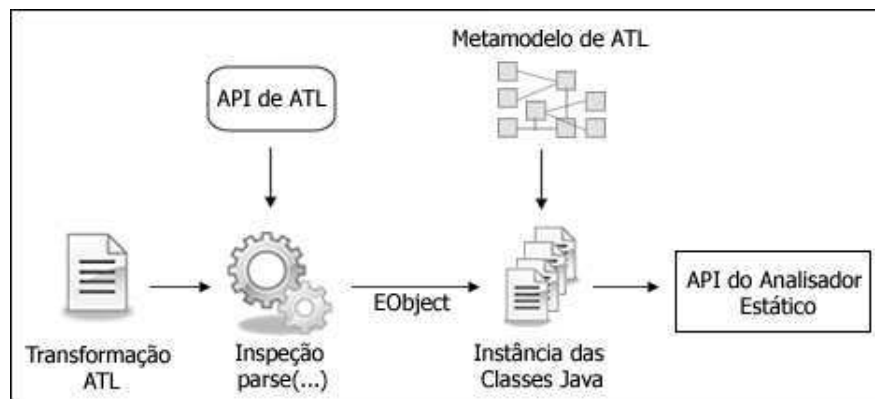 Metamodelo de ATL
API de ATL
EObject
API do Analisador
Estático
Transformação
ATL
Inspeção
parse(...)
Instância das
Classes Java